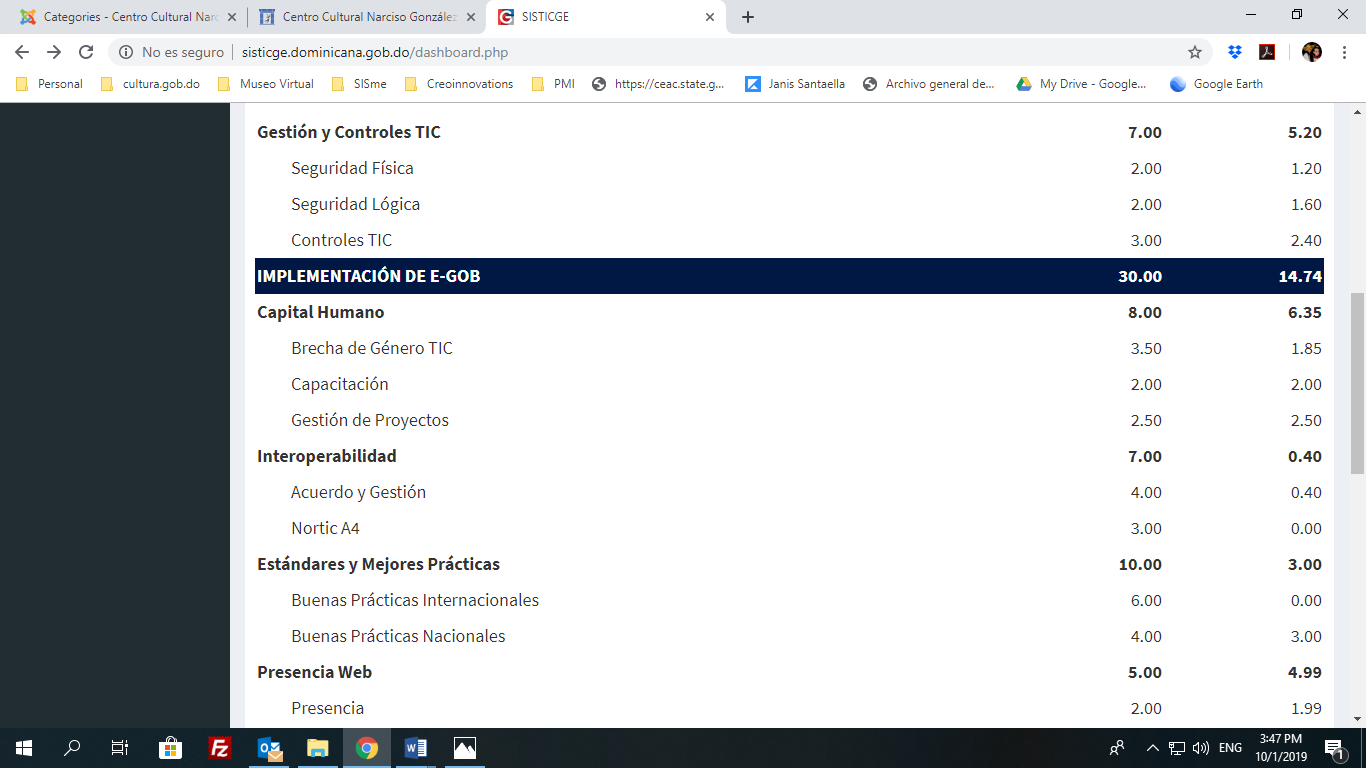 Categories - Centro Cultural Narc
Centro Cultural Narciso González
SISTICGE
No es seguro | sisticge.dominicana.gob.do/dashboard.php
Personal cultura.gob.do Museo Virtual SISme Creoinnovations PMI https://ceac.state.g... Janis Santaella Archivo general de... My Drive - Google... Google Earth
Gestión y Controles TIC 7.00 5.20
Seguridad Física 2.00 1.20
Seguridad Lógica 2.00 1.60
Controles TIC 3.00 2.40
IMPLEMENTACIÓN DE E-GOB 30.00 14.74
Capital Humano 8.00 6.35
Brecha de Género TIC 3.50 1.85
Capacitación 2.00 2.00
Gestión de Proyectos 2.50 2.50
Interoperabilidad 7.00 0.40
Acuerdo y Gestión 4.00 0.40
Nortic A4 3.00 0.00
Estándares y Mejores Prácticas 10.00 3.00
Buenas Prácticas Internacionales 6.00 0.00
Buenas Prácticas Nacionales 4.00 3.00
Presencia Web 5.00 4.99
Presencia 2.00 1.99
ENG
3:47 PM
10/1/2019
1